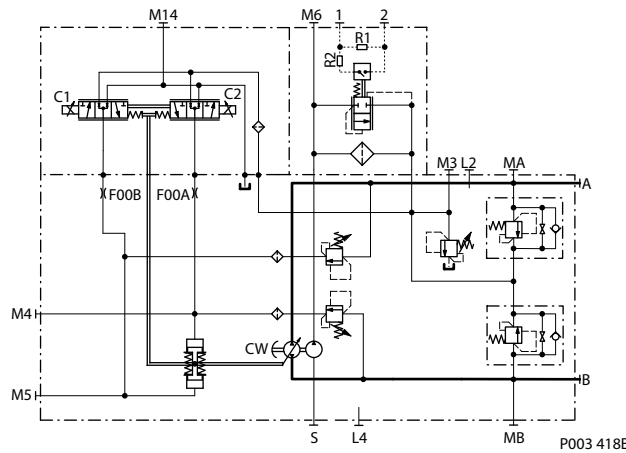 M14 M6 1 2
R1
R2
C1 C2
F00B F00A M3 L2 MA
A
M4
CW
M5 B
S L4 MB
P003 418E